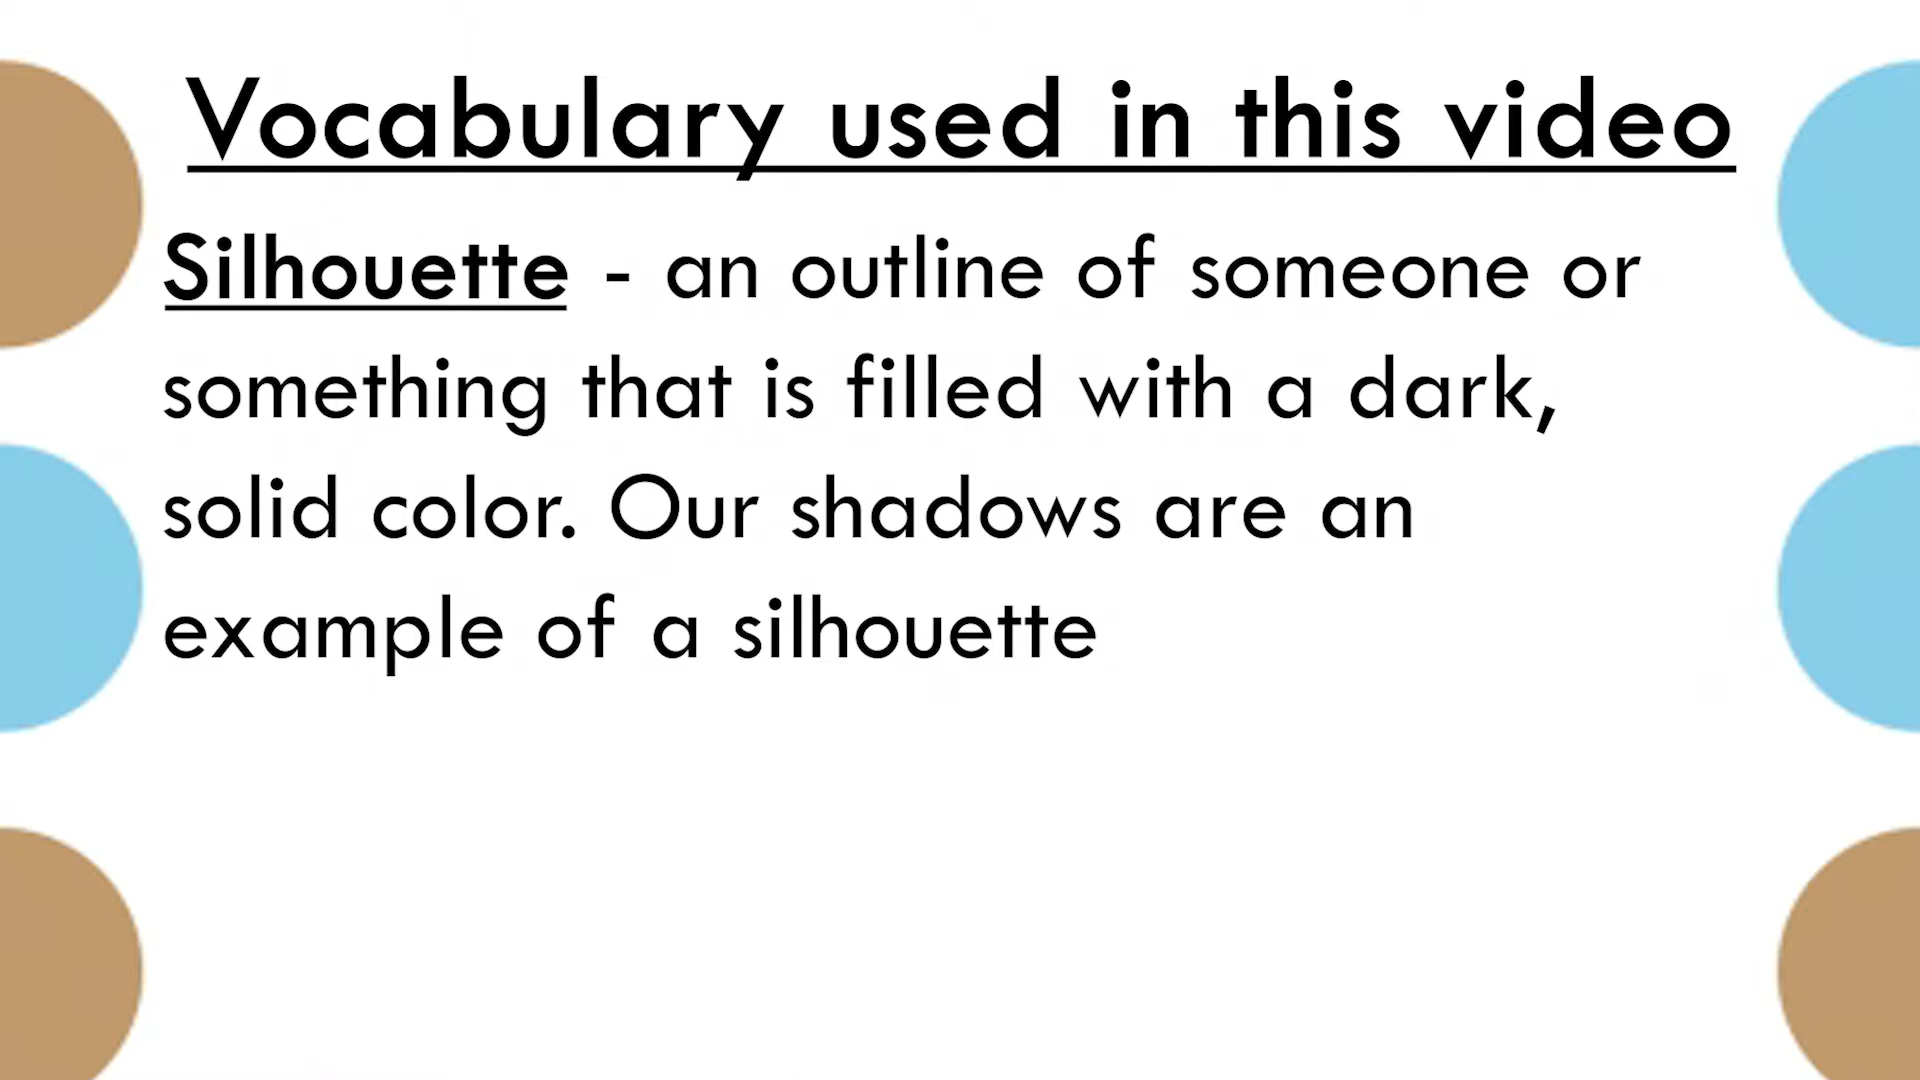 Vocabulary used in this video
Silhouette - an outline of someone or
something that is filled with a dark,
solid color. Our shadows are an
example of a silhouette